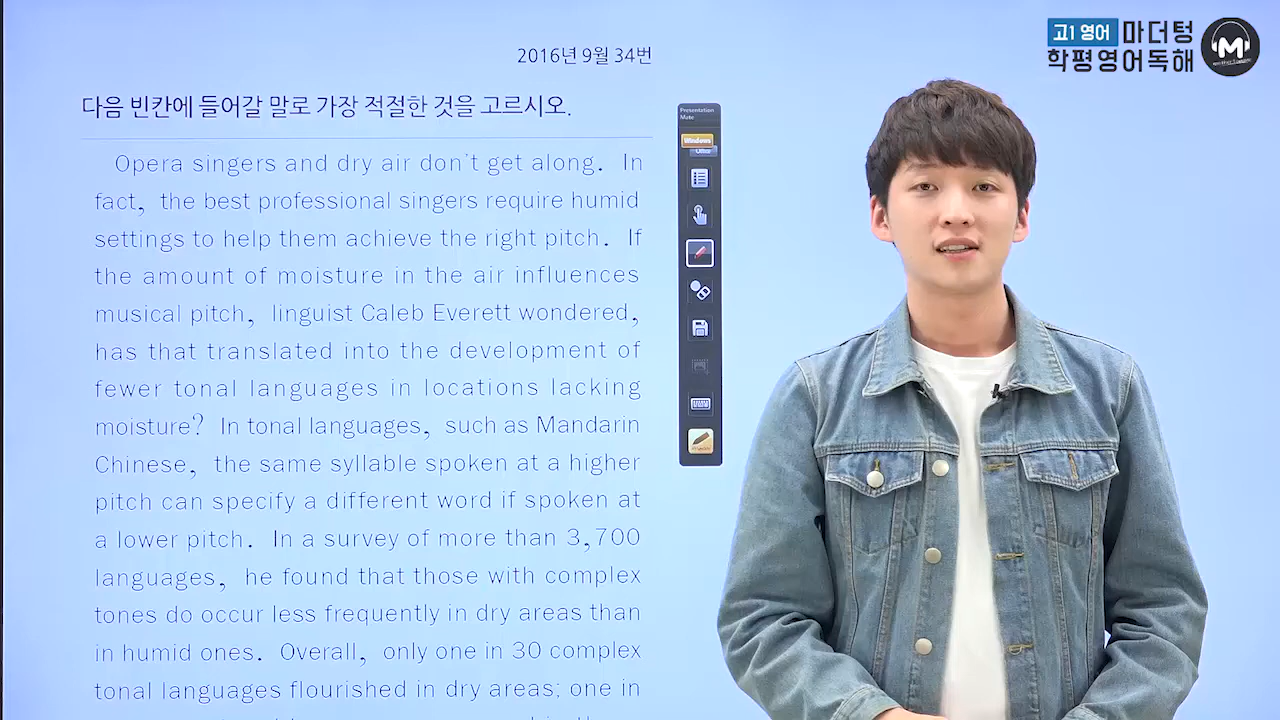 고1 영어 마더텅
학평영어독해
M
2016년 9월 34번
다음 빈칸에 들어갈 말로 가장 적절한 것을 고르시오.
Opera singers and dry air don't get along. In
fact, the best professional singers require humid
settings to help them achieve the right pitch. If
the amount of moisture in the air influences
musical pitch, linguist Caleb Everett wondered,
has that translated into the development of
fewer tonal languages in locations lacking
moisture? In tonal languages, such as Mandarin
Chinese, the same syllable spoken at a higher
pitch can specify a different word if spoken at
a lower pitch. In a survey of more than 3,700
languages, he found that those with complex
tones do occur less frequently in dry areas than
in humid ones. Overall, only one in 30 complex
tonal languages flourished in dry areas; one in
Presentation
Mate
Windows
Office